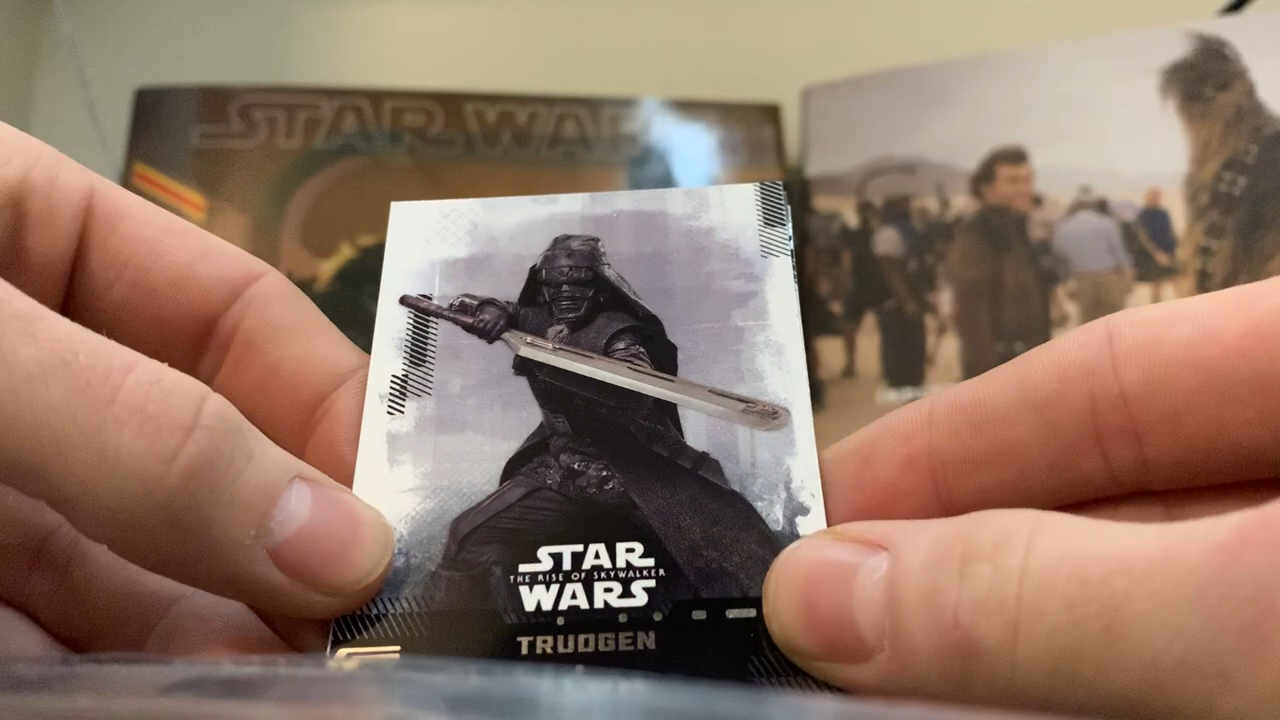 STAR WARS
STAR
THE RISE OF SKYWALKER
WARS
TRUDGEN